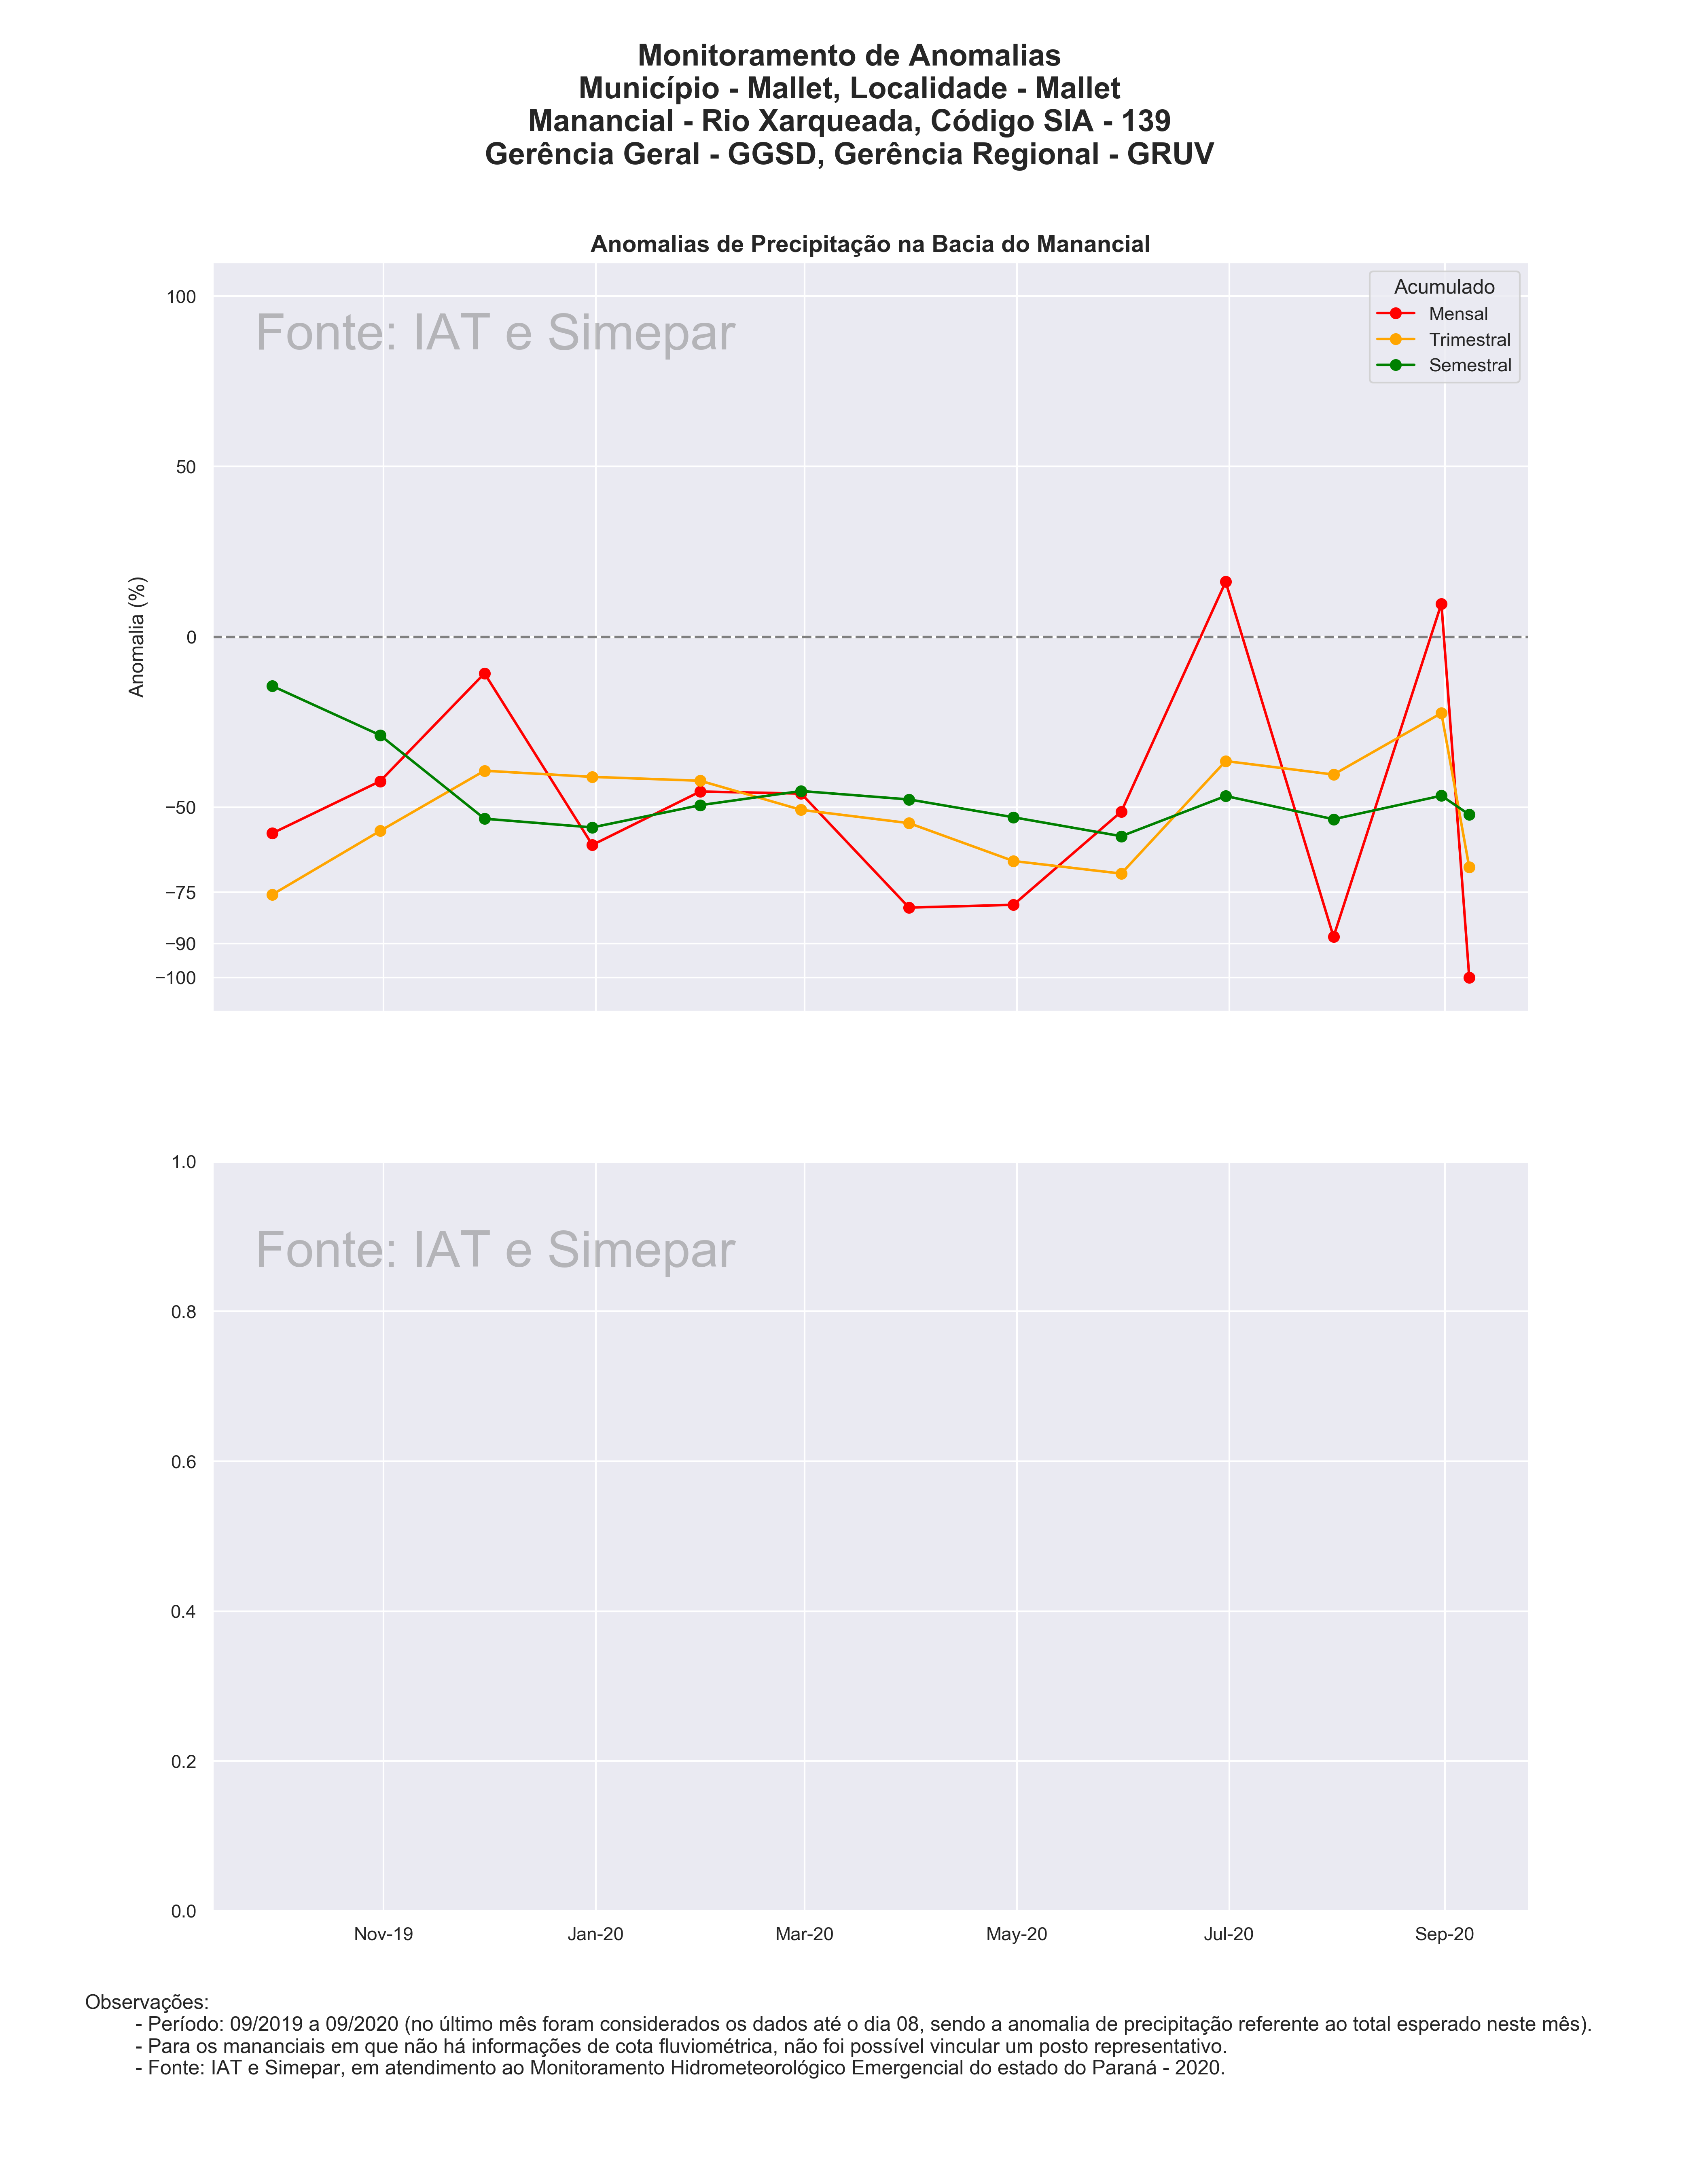 Monitoramento de Anomalias
Município - Mallet, Localidade - Mallet
Manancial - Rio Xarqueada, Código SIA - 139
Gerência Geral - GGSD, Gerência Regional - GRUV
Anomalias de Precipitação na Bacia do Manancial
Fonte: IAT e Simepar
Acumulado
Mensal
Trimestral
Semestral
Anomalia (%)
100
50
0
−50
−75
−90
−100
Fonte: IAT e Simepar
1.0
0.8
0.6
0.4
0.2
0.0
Nov-19 Jan-20 Mar-20 May-20 Jul-20 Sep-20
Observações:
- Período: 09/2019 a 09/2020 (no último mês foram considerados os dados até o dia 08, sendo a anomalia de precipitação referente ao total esperado neste mês).
- Para os mananciais em que não há informações de cota fluviométrica, não foi possível vincular um posto representativo.
- Fonte: IAT e Simepar, em atendimento ao Monitoramento Hidrometeorológico Emergencial do estado do Paraná - 2020.